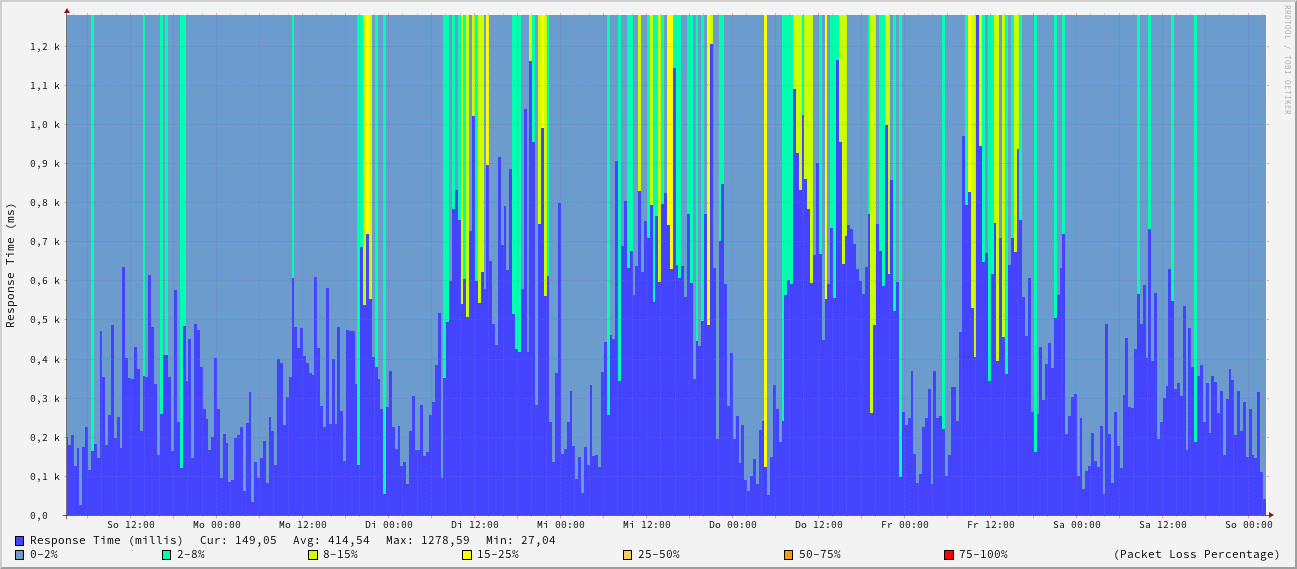 RRDTOOL / TOBI OETIKER
Response Time (ms)
1,2 k
1,1 k
1,0 k
0,9 k
0,8 k
0,7 k
0,6 k
0,5 k
0,4 k
0,3 k
0,2 k
0,1 k
0,0
So 12:00 Mo 00:00 Mo 12:00 Di 00:00 Di 12:00 Mi 00:00 Mi 12:00 Do 00:00 Do 12:00 Fr 00:00 Fr 12:00 Sa 00:00 Sa 12:00 So 00:00
Response Time (millis) Cur: 149,05 Avg: 414,54 Max: 1278,59 Min: 27,04
0-2% 2-8% 8-15% 15-25% 25-50% 50-75% 75-100% (Packet Loss Percentage)